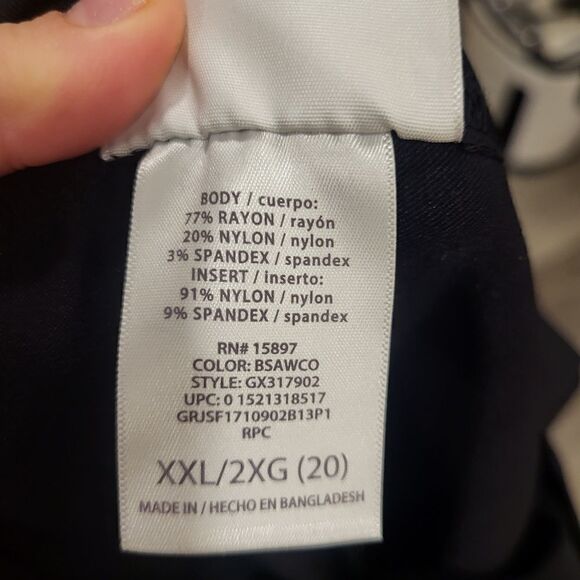 BODY / cuerpo:
77% RAYON / rayón
20% NYLON / nylon
3% SPANDEX / spandex
INSERT / inserto:
91% NYLON / nylon
9% SPANDEX / spandex
RN# 15897
COLOR: BSAWCO
STYLE: GX317902
UPC: 0 1521318517
GRJSF1710902B13P1
RPC
XXL/2XG (20)
MADE IN / HECHO EN BANGLADESH